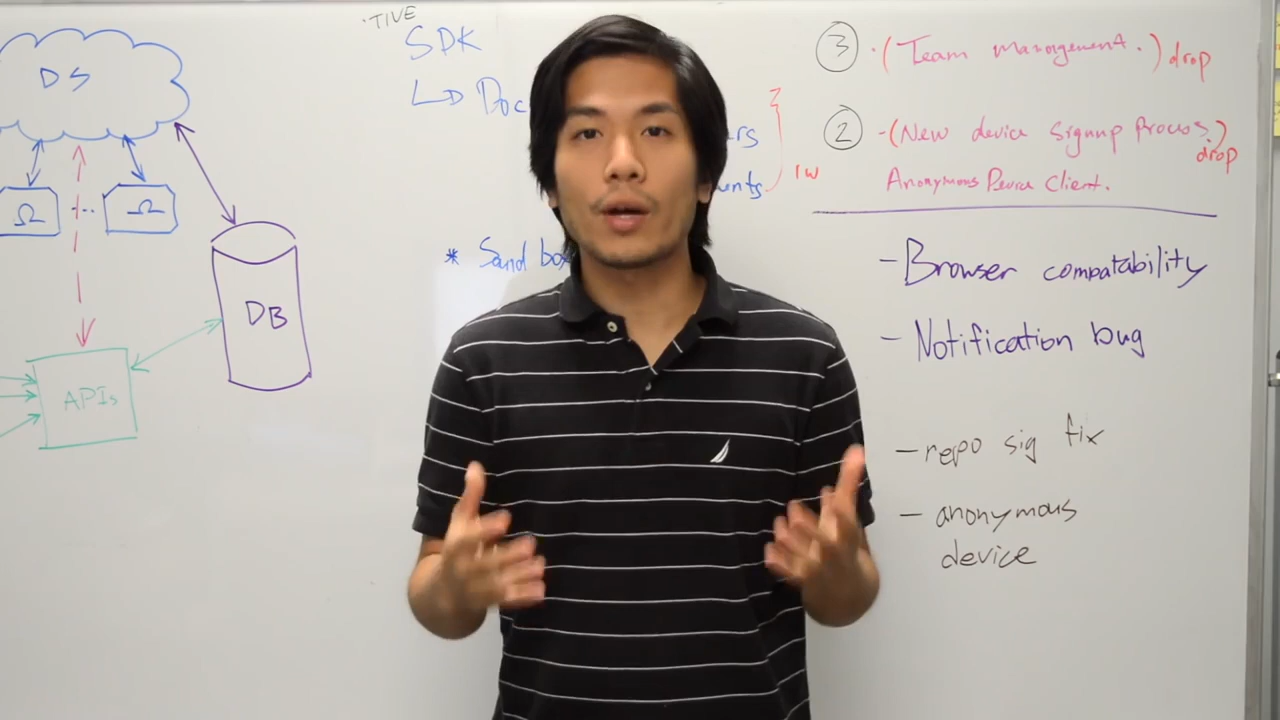 DS
Ω
Ω
DB
APIs
TIVE
SDK
* Sand box
1w
③ (Team management.) drop
② -(New device signup Process) drop
Anonymous Device Client.
- Browser compatability
- Notification bug
- repo sig fix
- anonymous
device